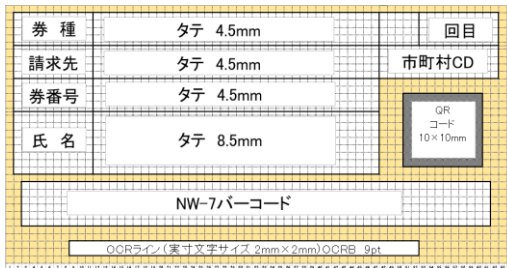 券 種 タテ 4.5mm 回目
請求先 タテ 4.5mm 市町村CD
券番号 タテ 4.5mm
氏 名 タテ 8.5mm
QR
コード
10×10mm
NW-7バーコード
OCRライン(実寸文字サイズ 2mm×2mm)OCRB 9pt